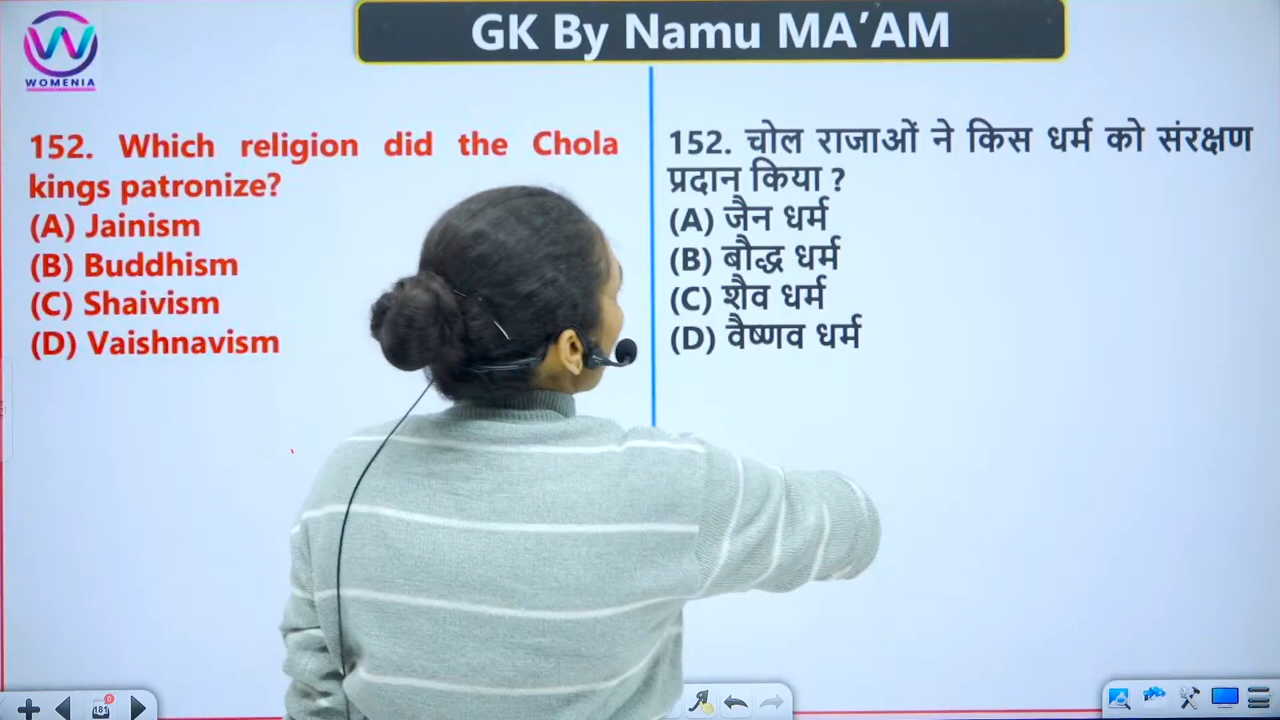 WOMENIA
GK By Namu MA’AM
152. Which religion did the Chola
kings patronize?
(A) Jainism
(B) Buddhism
(C) Shaivism
(D) Vaishnavism
152. चोल राजाओं ने किस धर्म को संरक्षण
प्रदान किया ?
(A) जैन धर्म
(B) बौद्ध धर्म
(C) शैव धर्म
(D) वैष्णव धर्म
181